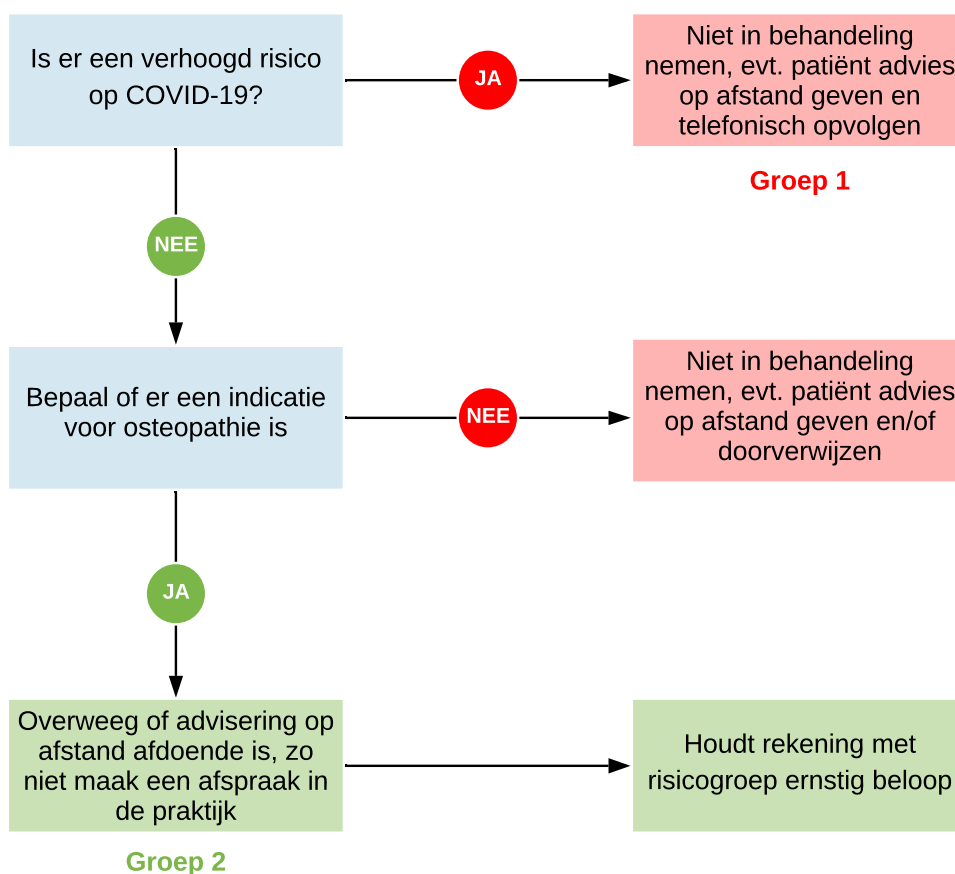 Is er een verhoogd risico
op COVID-19?
JA
Niet in behandeling
nemen, evt. patiënt advies
op afstand geven en
telefonisch opvolgen
Groep 1
NEE
Bepaal of er een indicatie
voor osteopathie is
NEE
Niet in behandeling
nemen, evt. patiënt advies
op afstand geven en/of
doorverwijzen
JA
Overweeg of advisering op
afstand afdoende is, zo
niet maak een afspraak in
de praktijk
Houdt rekening met
risicogroep ernstig beloop
Groep 2